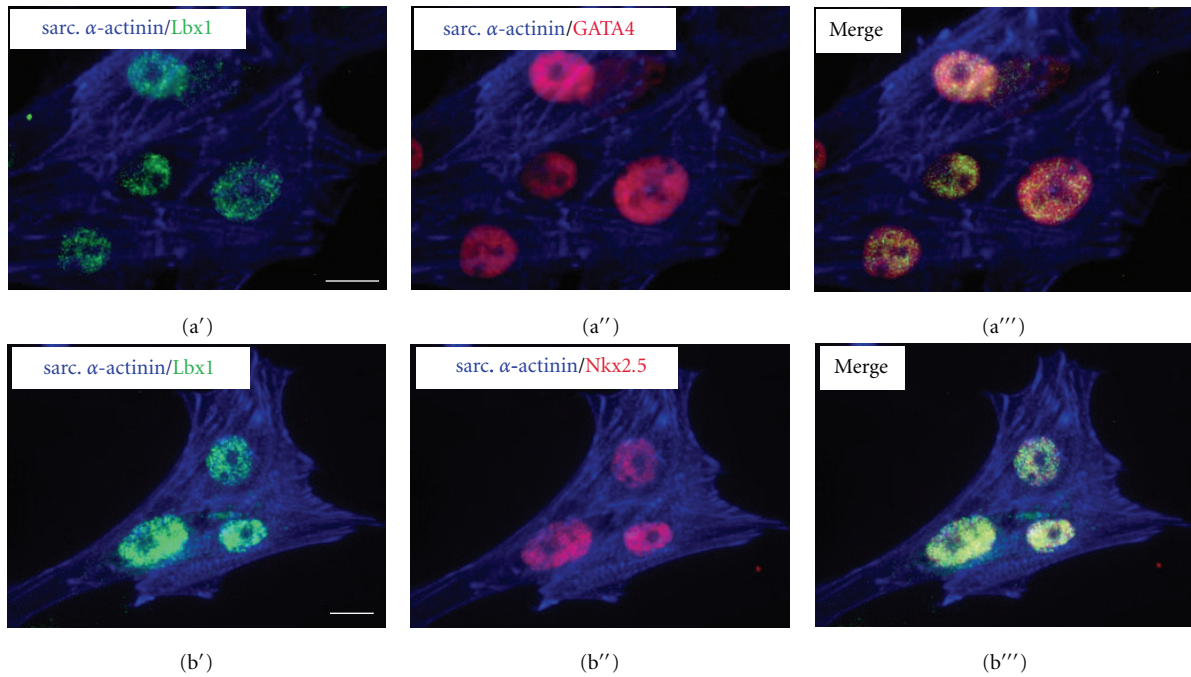 sarc. α-actinin/Lbx1
sarc. α-actinin/GATA4
Merge
(a′)
(a′′)
(a′′′)
sarc. α-actinin/Lbx1
sarc. α-actinin/Nkx2.5
Merge
(b′)
(b′′)
(b′′′)